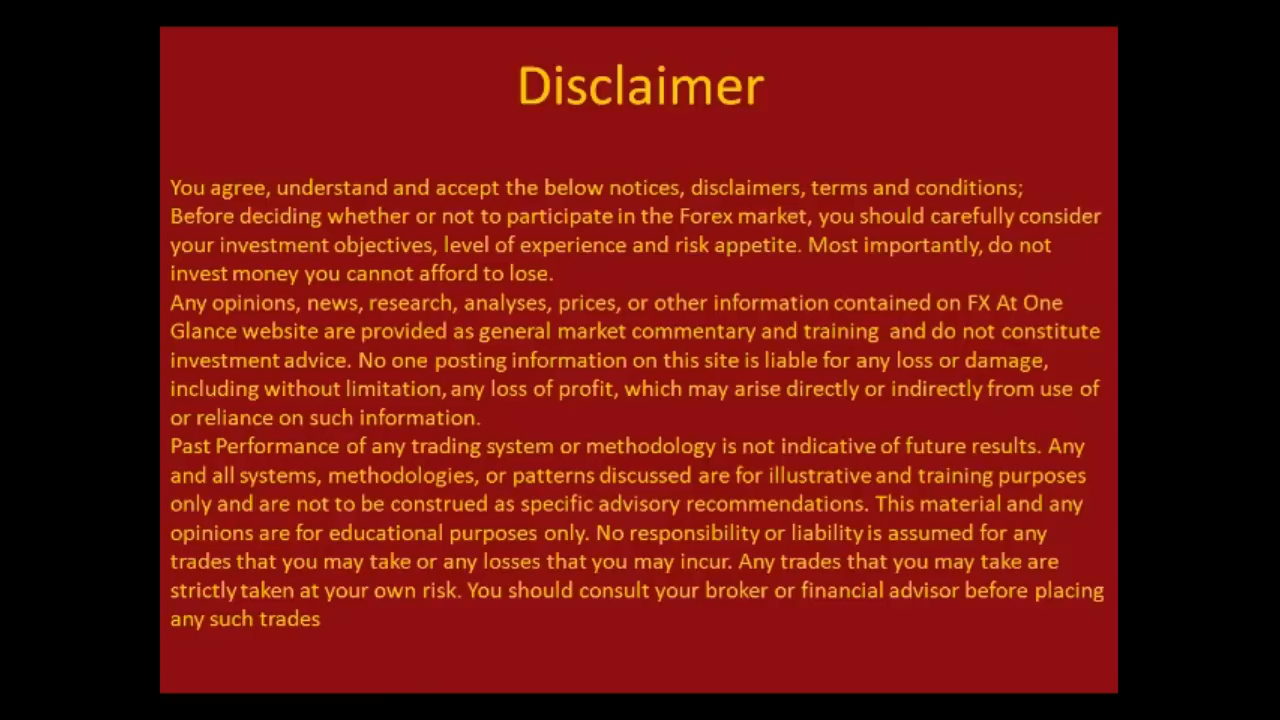 Disclaimer
You agree, understand and accept the below notices, disclaimers, terms and conditions;
Before deciding whether or not to participate in the Forex market, you should carefully consider
your investment objectives, level of experience and risk appetite. Most importantly, do not
invest money you cannot afford to lose.
Any opinions, news, research, analyses, prices, or other information contained on FX At One
Glance website are provided as general market commentary and training and do not constitute
investment advice. No one posting information on this site is liable for any loss or damage,
including without limitation, any loss of profit, which may arise directly or indirectly from use of
or reliance on such information.
Past Performance of any trading system or methodology is not indicative of future results. Any
and all systems, methodologies, or patterns discussed are for illustrative and training purposes
only and are not to be construed as specific advisory recommendations. This material and any
opinions are for educational purposes only. No responsibility or liability is assumed for any
trades that you may take or any losses that you may incur. Any trades that you may take are
strictly taken at your own risk. You should consult your broker or financial advisor before placing
any such trades